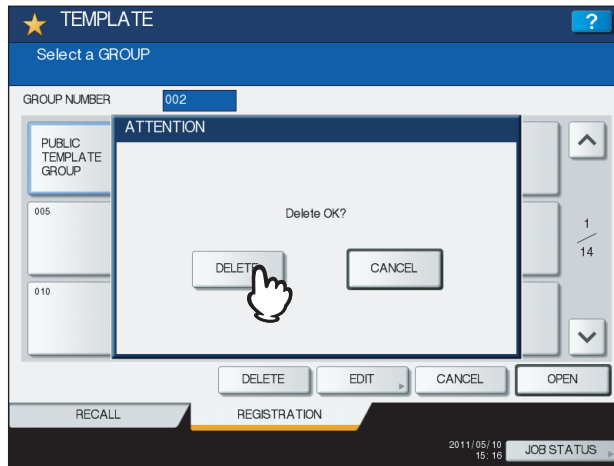 TEMPLATE
?
Select a GROUP
GROUP NUMBER 002
ATTENTION
PUBLIC
TEMPLATE
GROUP
005
Delete OK?
1
14
DELETE CANCEL
010
DELETE EDIT CANCEL OPEN
RECALL REGISTRATION
2011/05/10
15:16
JOB STATUS